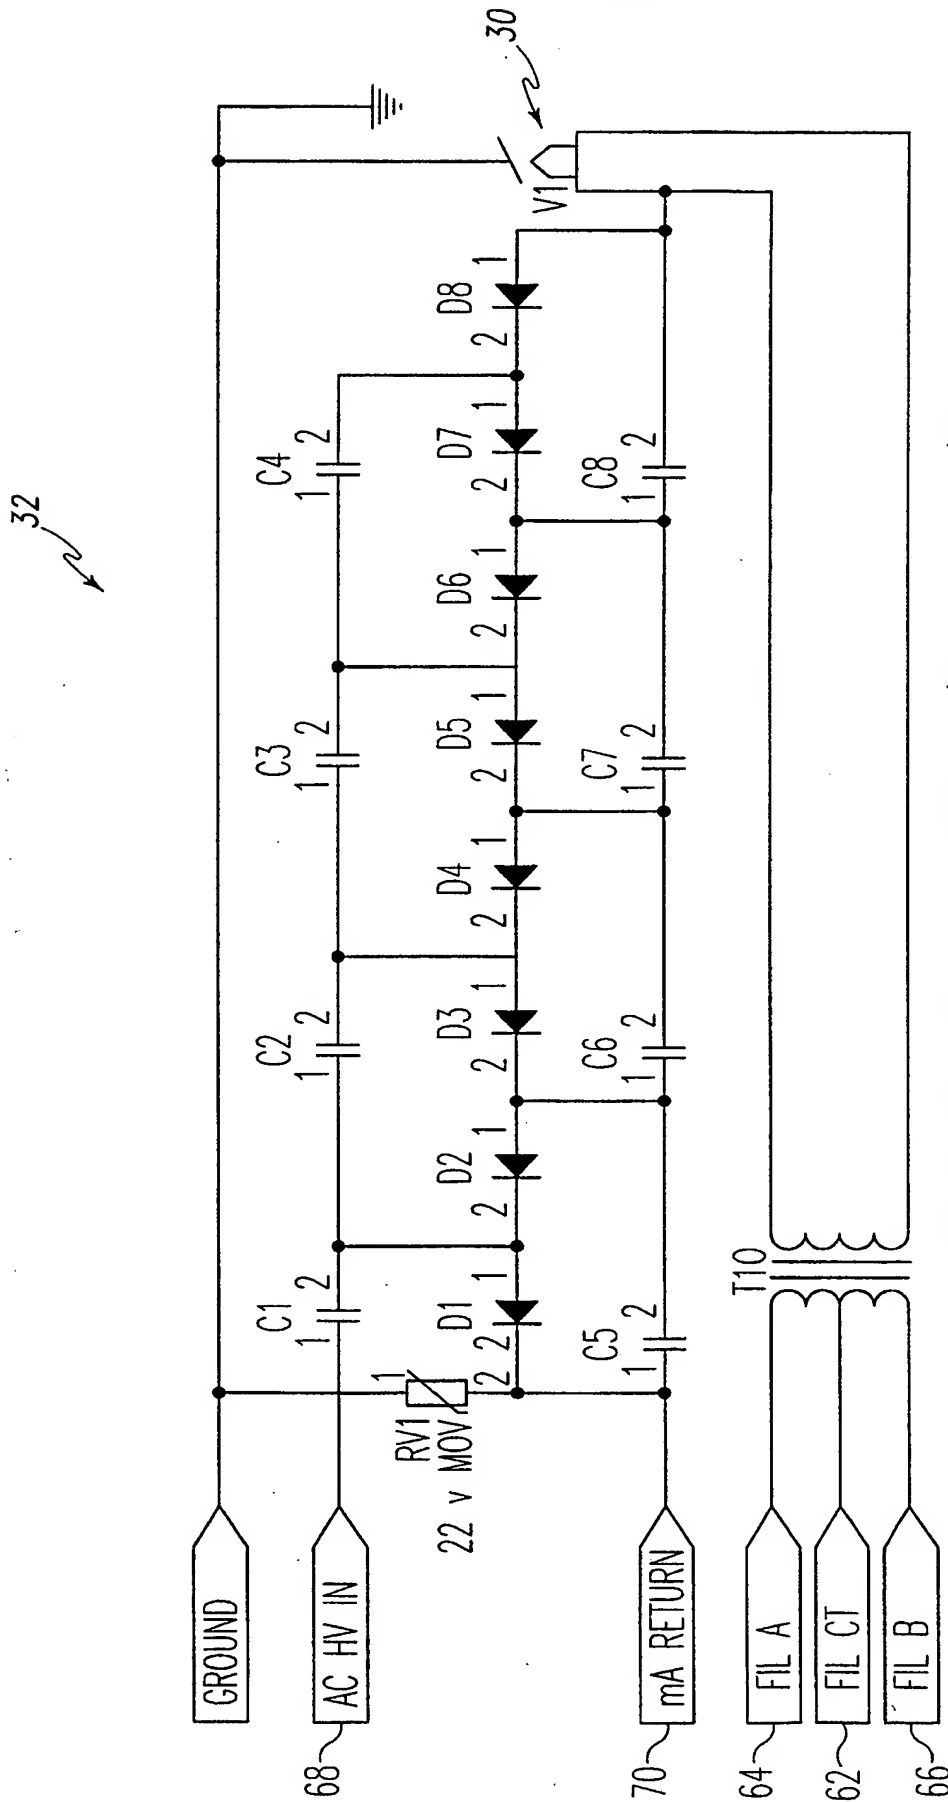 32
30
GROUND
68
AC HV IN
70
mA RETURN
64
FIL A
62
FIL CT
66
FIL B
RV1
MOV
22 v
1
2
C1
1 2
C2
1 2
C3
1 2
C4
1 2
D1
2 1
D2
2 1
D3
2 1
D4
2 1
D5
2 1
D6
2 1
D7
2 1
D8
2 1
V1
C5
1 2
C6
1 2
C7
1 2
C8
1 2
T10